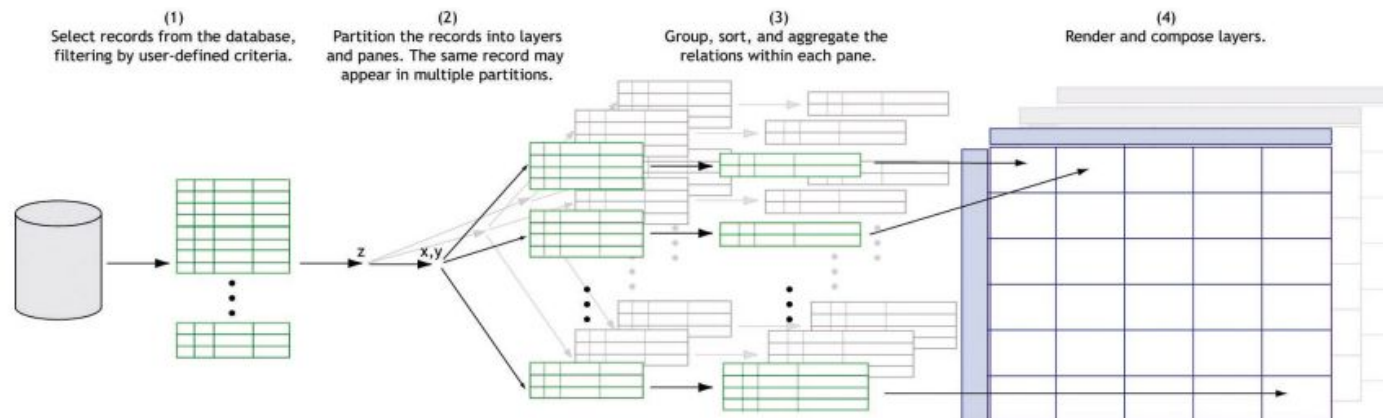 (1)
Select records from the database,
filtering by user-defined criteria.
(2)
Partition the records into layers
and panes. The same record may
appear in multiple partitions.
(3)
Group, sort, and aggregate the
relations within each pane.
(4)
Render and compose layers.
z
x,y